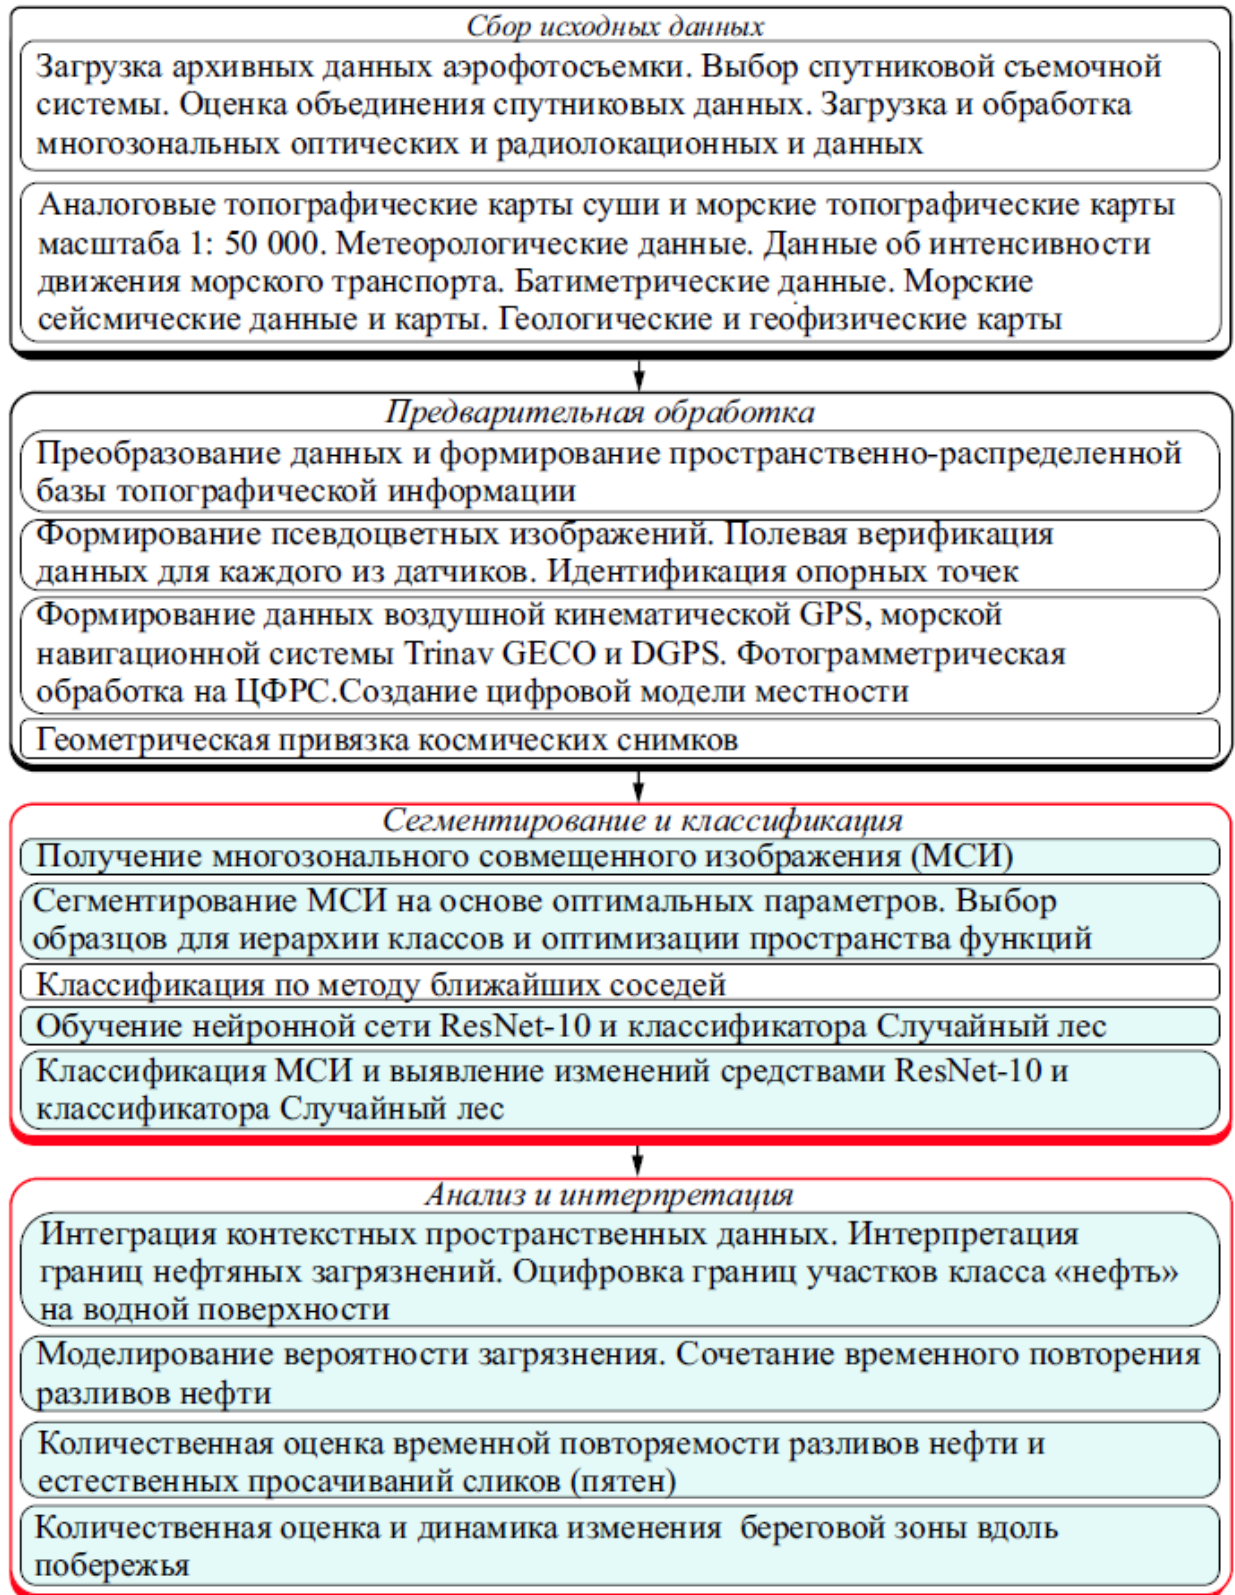 Сбор исходных данных
Загрузка архивных данных аэрофотосъемки. Выбор спутниковой съемочной
системы. Оценка объединения спутниковых данных. Загрузка и обработка
многозональных оптических и радиолокационных и данных
Аналоговые топографические карты суши и морские топографические карты
масштаба 1: 50 000. Метеорологические данные. Данные об интенсивности
движения морского транспорта. Батиметрические данные. Морские
сейсмические данные и карты. Геологические и геофизические карты
Предварительная обработка
Преобразование данных и формирование пространственно-распределенной
базы топографической информации
Формирование псевдоцветных изображений. Полевая верификация
данных для каждого из датчиков. Идентификация опорных точек
Формирование данных воздушной кинематической GPS, морской
навигационной системы Trinav GECO и DGPS. Фотограмметрическая
обработка на ЦФРС.Создание цифровой модели местности
Геометрическая привязка космических снимков
Сегментирование и классификация
Получение многозонального совмещенного изображения (МСИ)
Сегментирование МСИ на основе оптимальных параметров. Выбор
образцов для иерархии классов и оптимизации пространства функций
Классификация по методу ближайших соседей
Обучение нейронной сети ResNet-10 и классификатора Случайный лес
Классификация МСИ и выявление изменений средствами ResNet-10 и
классификатора Случайный лес
Анализ и интерпретация
Интеграция контекстных пространственных данных. Интерпретация
границ нефтяных загрязнений. Оцифровка границ участков класса «нефть»
на водной поверхности
Моделирование вероятности загрязнения. Сочетание временного повторения
разливов нефти
Количественная оценка временной повторяемости разливов нефти и
естественных просачиваний сликов (пятен)
Количественная оценка и динамика изменения береговой зоны вдоль
побережья